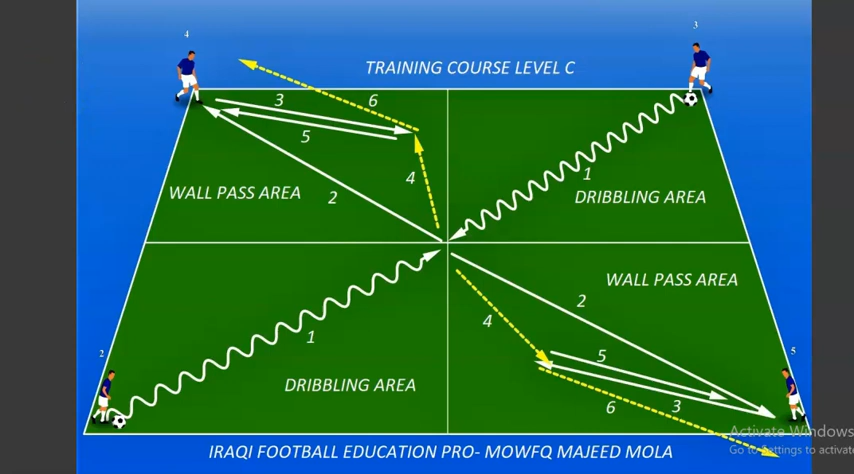 4
3
TRAINING COURSE LEVEL C
3
6
5
1
4
WALL PASS AREA
2
DRIBBLING AREA
WALL PASS AREA
2
4
1
2
5
5
DRIBBLING AREA
6
3
Activate Windows
Go to Settings to activate
IRAQI FOOTBALL EDUCATION PRO- MOWFQ MAJEED MOLA